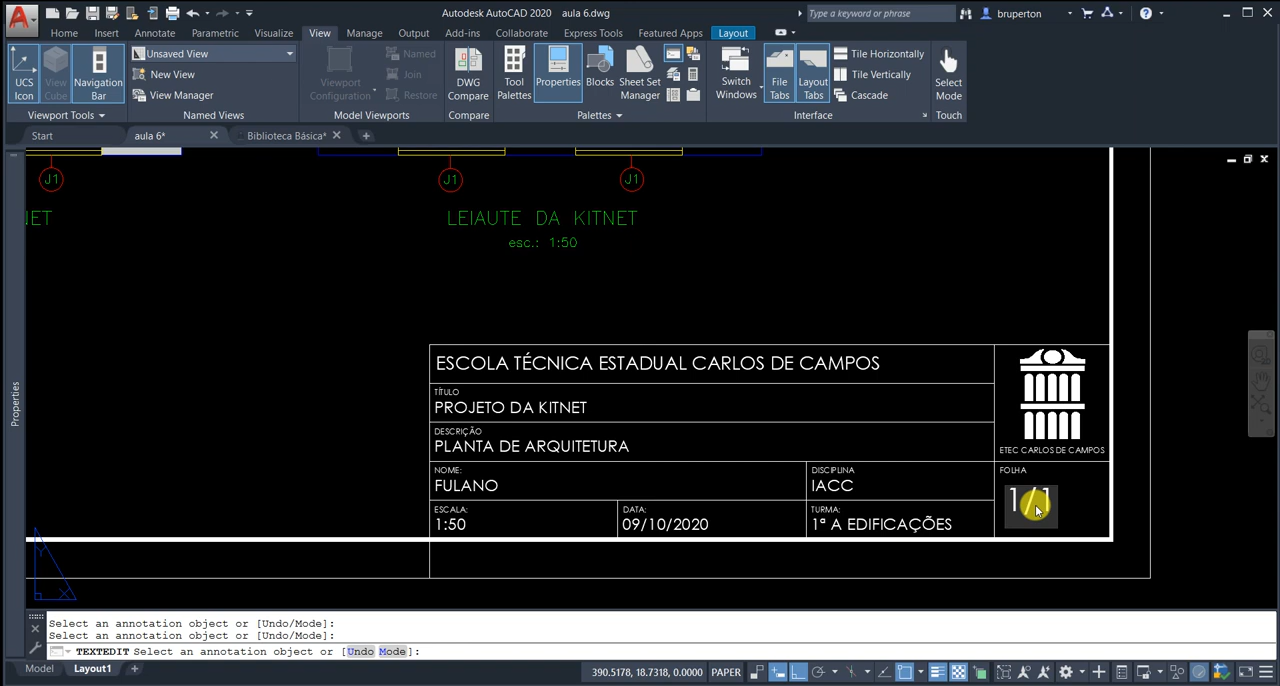 Autodesk AutoCAD 2020 aula 6.dwg
Type a keyword or phrase
bruperton
Home Insert Annotate Parametric Visualize View Manage Output Add-ins Collaborate Express Tools Featured Apps Layout
UCS Icon
View Cube
Navigation Bar
Unsaved View
New View
View Manager
Viewport Configuration
Named
Join
Restore
DWG Compare
Tool Palettes
Properties
Blocks
Sheet Set Manager
Switch Windows
File Tabs
Layout Tabs
Tile Horizontally
Tile Vertically
Cascade
Select Mode
Viewport Tools Named Views Model Viewports Compare Palettes Interface Touch
Start aula 6* Biblioteca Básica*
J1 J1 J1
NET
LEIAUTE DA KITNET
esc.: 1:50
Properties
ESCOLA TÉCNICA ESTADUAL CARLOS DE CAMPOS
TÍTULO
PROJETO DA KITNET
DESCRIÇÃO
PLANTA DE ARQUITETURA
ETEC CARLOS DE CAMPOS
NOME:
FULANO
DISCIPLINA
IACC
FOLHA
1/1
ESCALA:
1:50
DATA:
09/10/2020
TURMA:
1ª A EDIFICAÇÕES
Y
X
Select an annotation object or [Undo/Mode]:
Select an annotation object or [Undo/Mode]:
TEXTEDIT Select an annotation object or [Undo Mode]:
Model Layout1
390.5178, 18.7318, 0.0000 PAPER